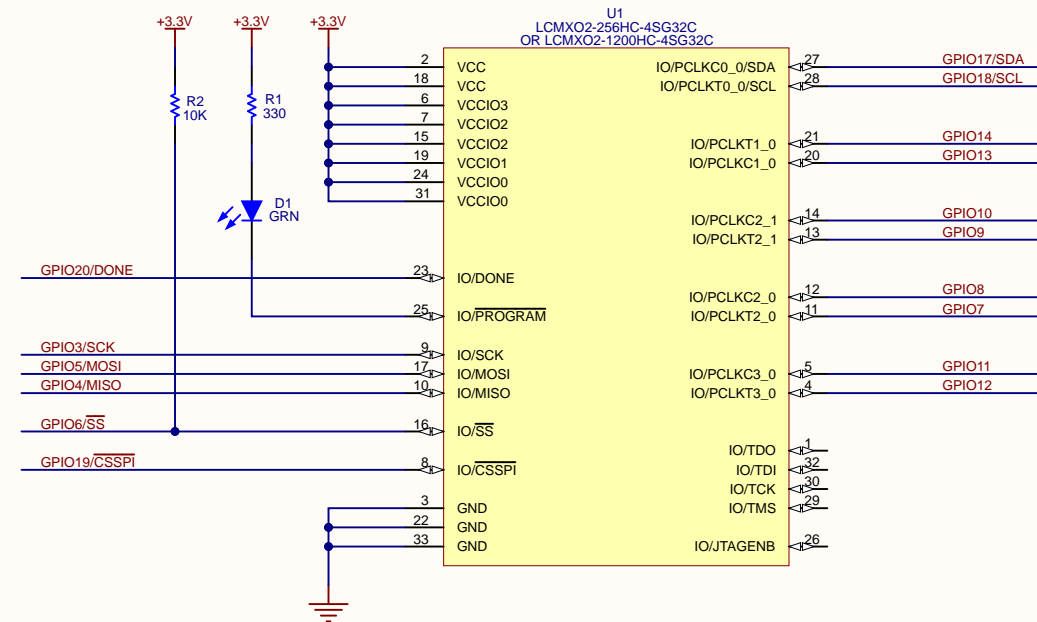 U1
LCMXO2-256HC-4SG32C
OR LCMXO2-1200HC-4SG32C
+3.3V
+3.3V
+3.3V
R2
10K
R1
330
D1
GRN
2 VCC
18 VCC
6 VCCIO3
7 VCCIO2
15 VCCIO2
19 VCCIO1
24 VCCIO0
31 VCCIO0
GPIO20/DONE 23 IO/DONE
25 IO/PROGRAM
GPIO3/SCK 9 IO/SCK
GPIO5/MOSI 17 IO/MOSI
GPIO4/MISO 10 IO/MISO
GPIO6/SS 16 IO/SS
GPIO19/CSSPI 8 IO/CSSPI
3 GND
22 GND
33 GND
IO/PCLKC0_0/SDA 27 GPIO17/SDA
IO/PCLKT0_0/SCL 28 GPIO18/SCL
IO/PCLKT1_0 21 GPIO14
IO/PCLKC1_0 20 GPIO13
IO/PCLKC2_1 14 GPIO10
IO/PCLKT2_1 13 GPIO9
IO/PCLKC2_0 12 GPIO8
IO/PCLKT2_0 11 GPIO7
IO/PCLKC3_0 5 GPIO11
IO/PCLKT3_0 4 GPIO12
IO/TDO 1
IO/TDI 32
IO/TCK 30
IO/TMS 29
IO/JTAGENB 26